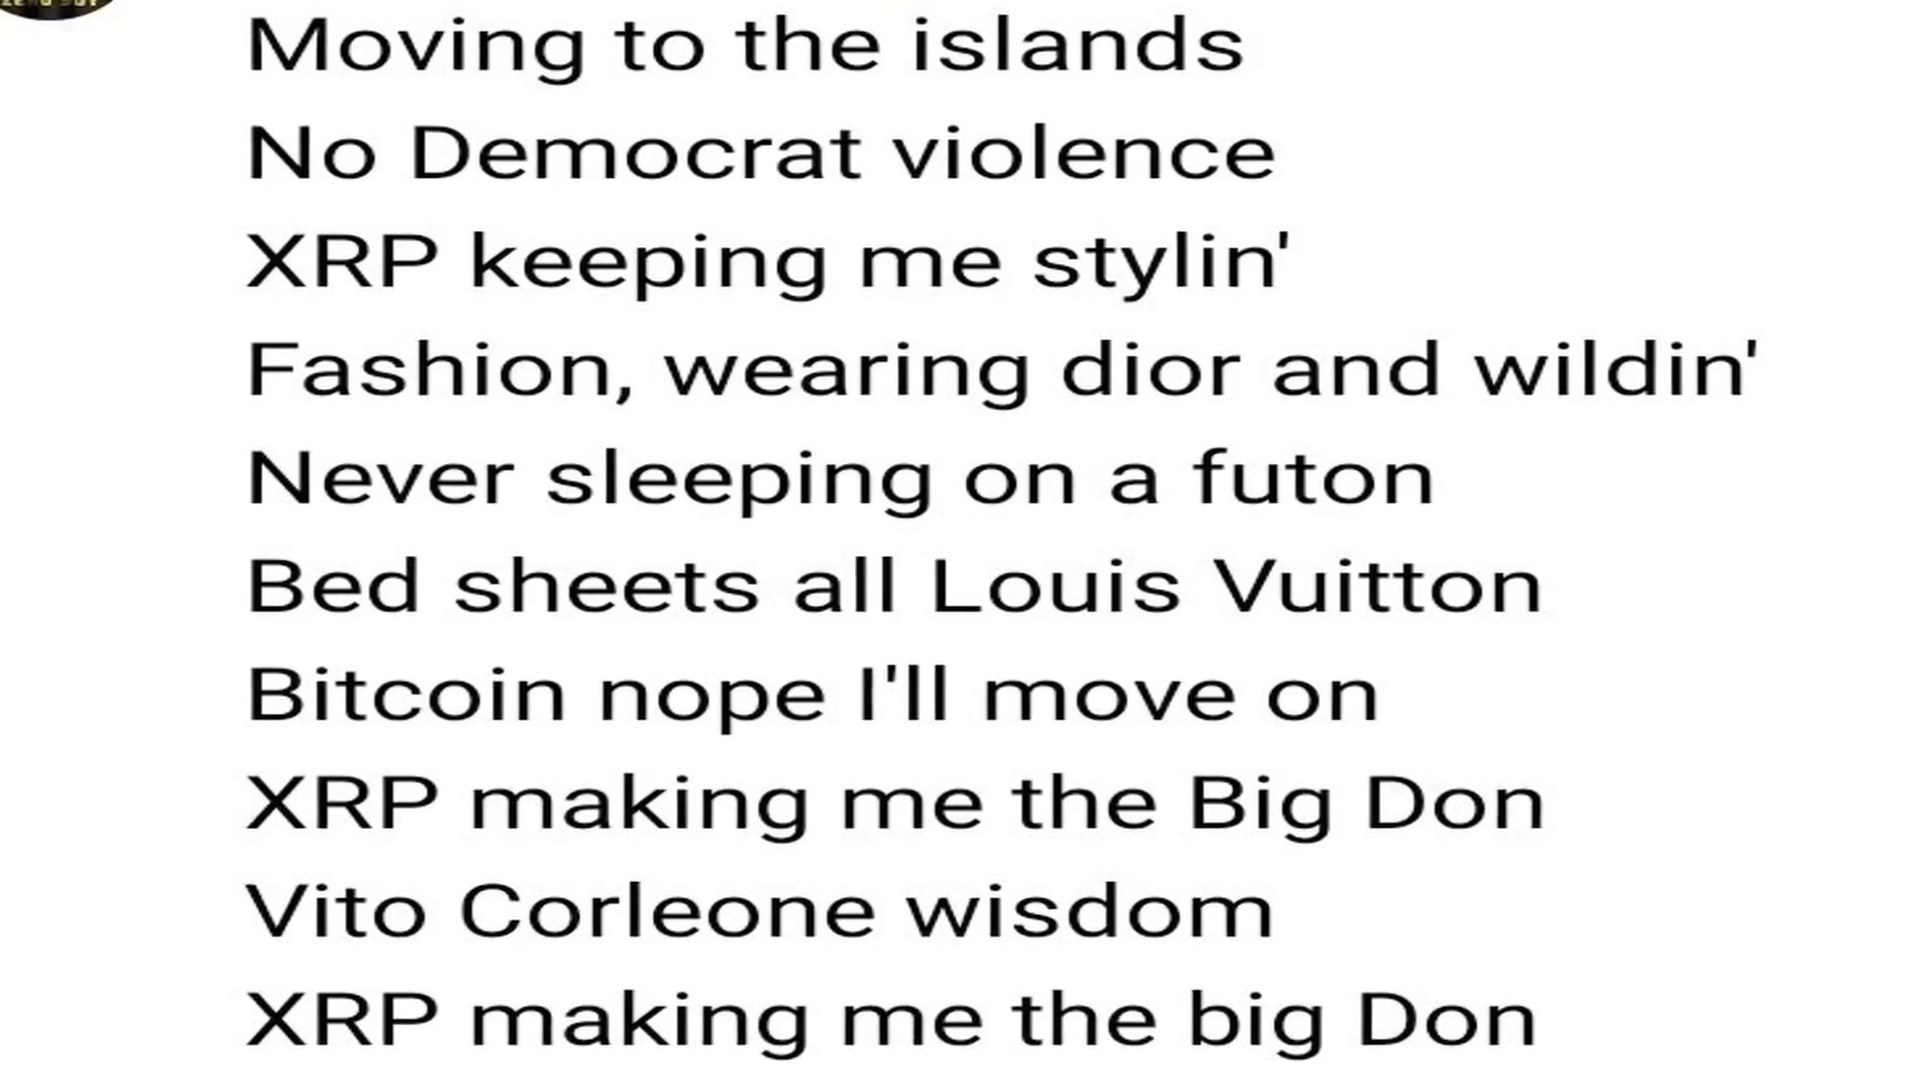 Moving to the islands
No Democrat violence
XRP keeping me stylin'
Fashion, wearing dior and wildin'
Never sleeping on a futon
Bed sheets all Louis Vuitton
Bitcoin nope I'll move on
XRP making me the Big Don
Vito Corleone wisdom
XRP making me the big Don